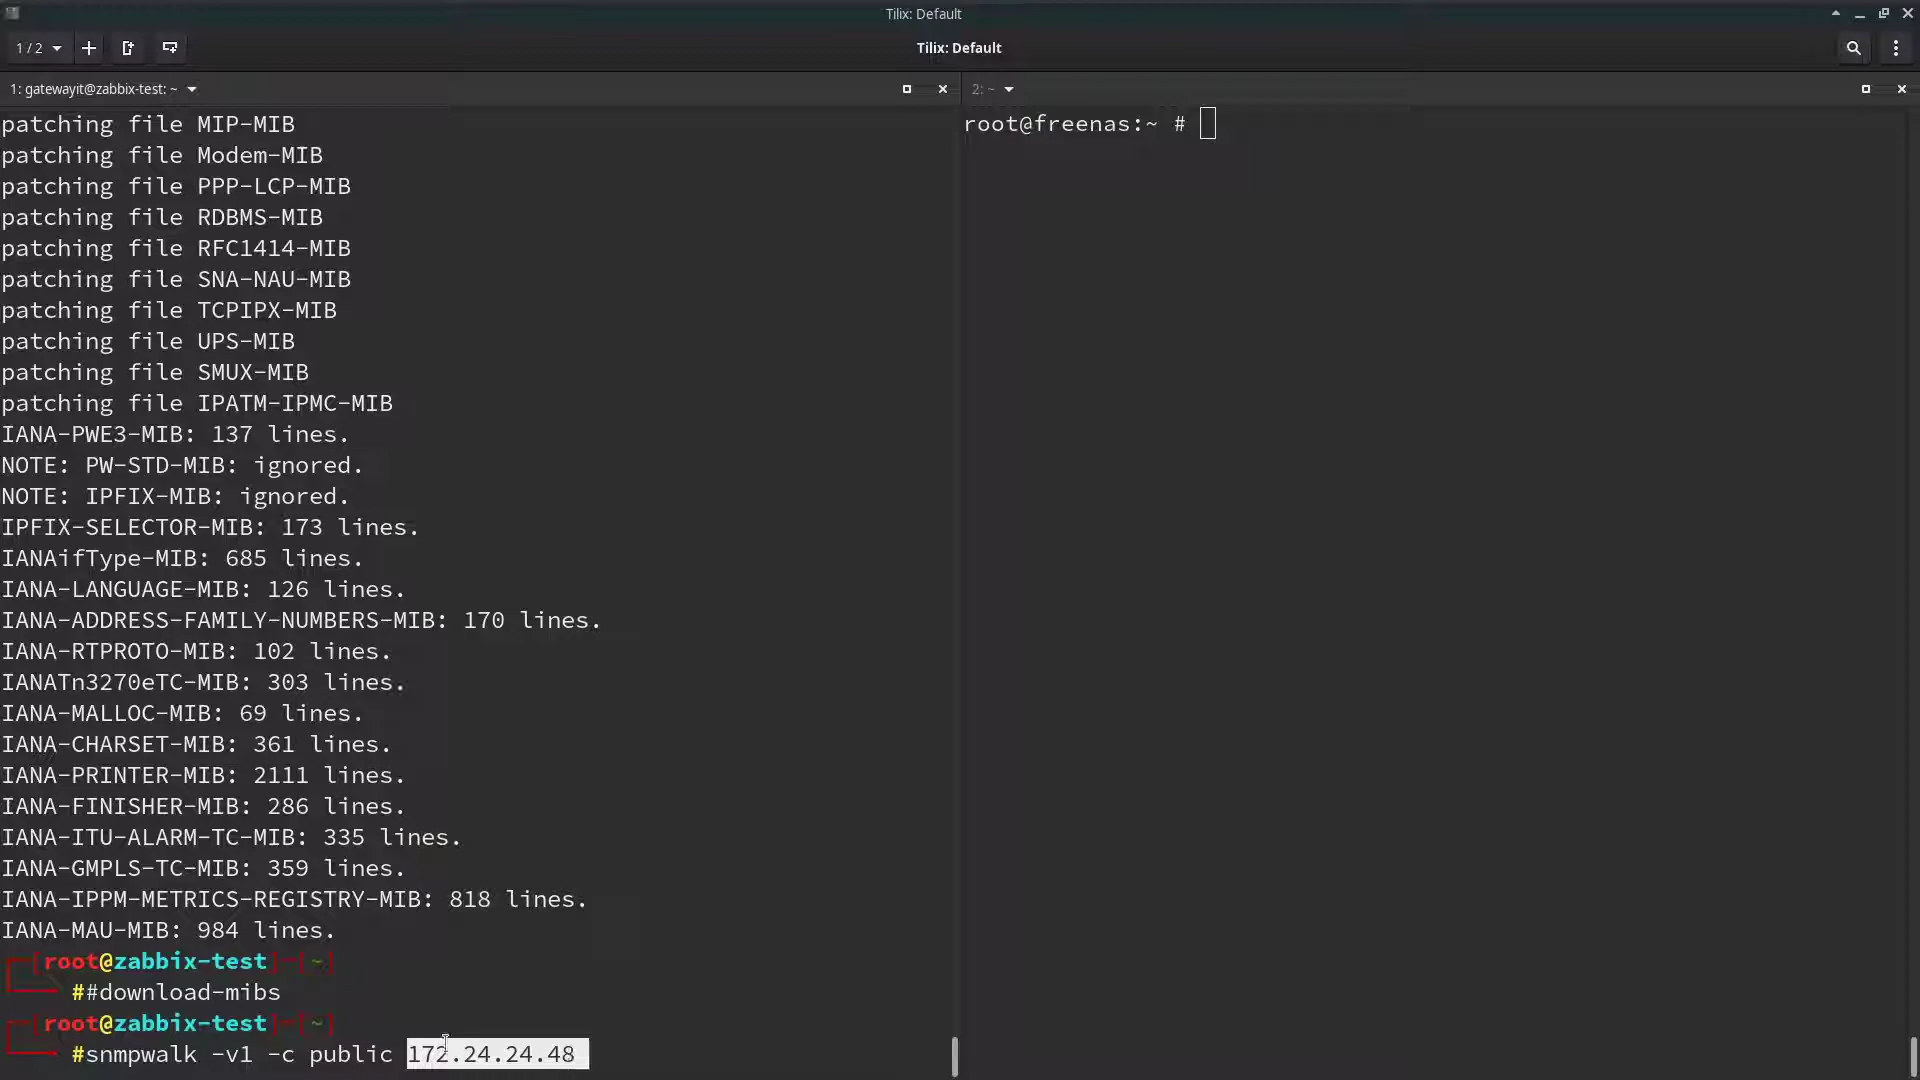 Tilix: Default
1 / 2
Tilix: Default
1: gatewayit@zabbix-test: ~
patching file MIP-MIB
patching file Modem-MIB
patching file PPP-LCP-MIB
patching file RDBMS-MIB
patching file RFC1414-MIB
patching file SNA-NAU-MIB
patching file TCPIPX-MIB
patching file UPS-MIB
patching file SMUX-MIB
patching file IPATM-IPMC-MIB
IANA-PWE3-MIB: 137 lines.
NOTE: PW-STD-MIB: ignored.
NOTE: IPFIX-MIB: ignored.
IPFIX-SELECTOR-MIB: 173 lines.
IANAifType-MIB: 685 lines.
IANA-LANGUAGE-MIB: 126 lines.
IANA-ADDRESS-FAMILY-NUMBERS-MIB: 170 lines.
IANA-RTPROTO-MIB: 102 lines.
IANATn3270eTC-MIB: 303 lines.
IANA-MALLOC-MIB: 69 lines.
IANA-CHARSET-MIB: 361 lines.
IANA-PRINTER-MIB: 2111 lines.
IANA-FINISHER-MIB: 286 lines.
IANA-ITU-ALARM-TC-MIB: 335 lines.
IANA-GMPLS-TC-MIB: 359 lines.
IANA-IPPM-METRICS-REGISTRY-MIB: 818 lines.
IANA-MAU-MIB: 984 lines.
┌─[root@zabbix-test]─[~]
└──╼ ##download-mibs
┌─[root@zabbix-test]─[~]
└──╼ #snmpwalk -v1 -c public 172.24.24.48
2: ~
root@freenas:~ #